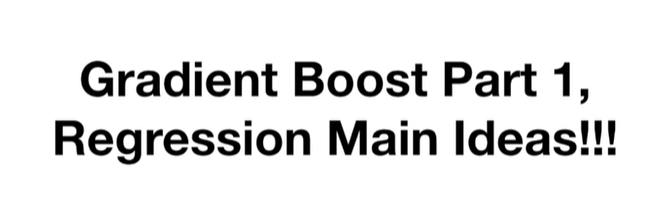 Gradient Boost Part 1,
Regression Main Ideas!!!